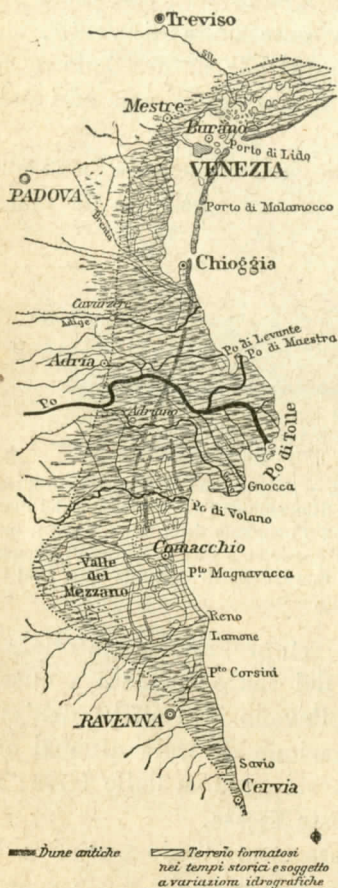 Treviso
Sile
Mestre
Burano
Porto di Lido
VENEZIA
PADOVA
Porto di Malamocco
Brenta
Chioggia
Cavarzere
Adige
Po di Levante
Po di Maestra
Adria
Po
Adriano
Po di Tolle
Gnocca
Po di Volano
Comacchio
Valle
del
Mezzano
Pto Magnavacca
Reno
Lamone
Pto Corsini
RAVENNA
Savio
Cervia
Dune antiche
Terreno formatosi
nei tempi storici e soggetto
a variazioni idrografiche